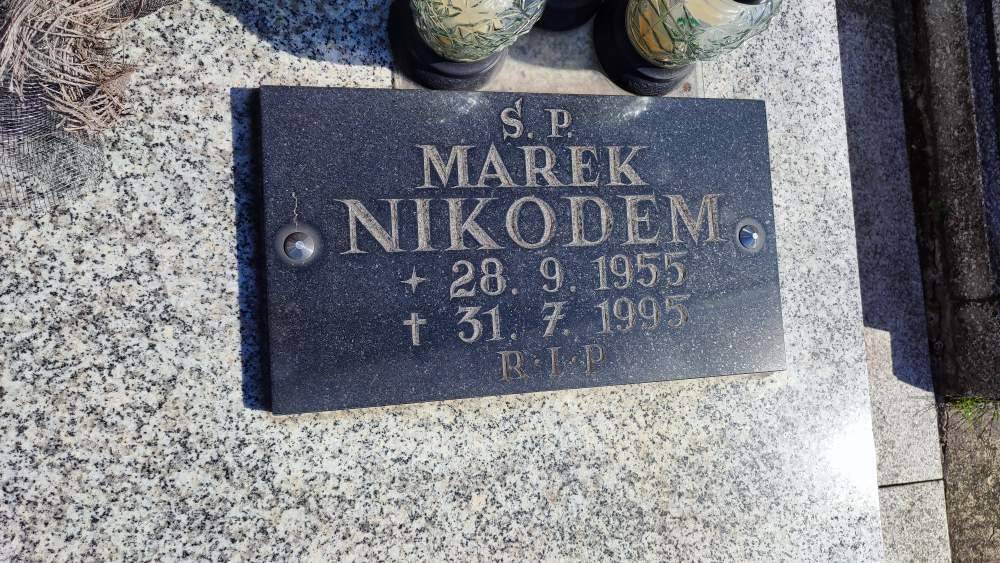 Ś. P.
MAREK
NIKODEM
28. 9. 1955
† 31. 7. 1995
R·I·P